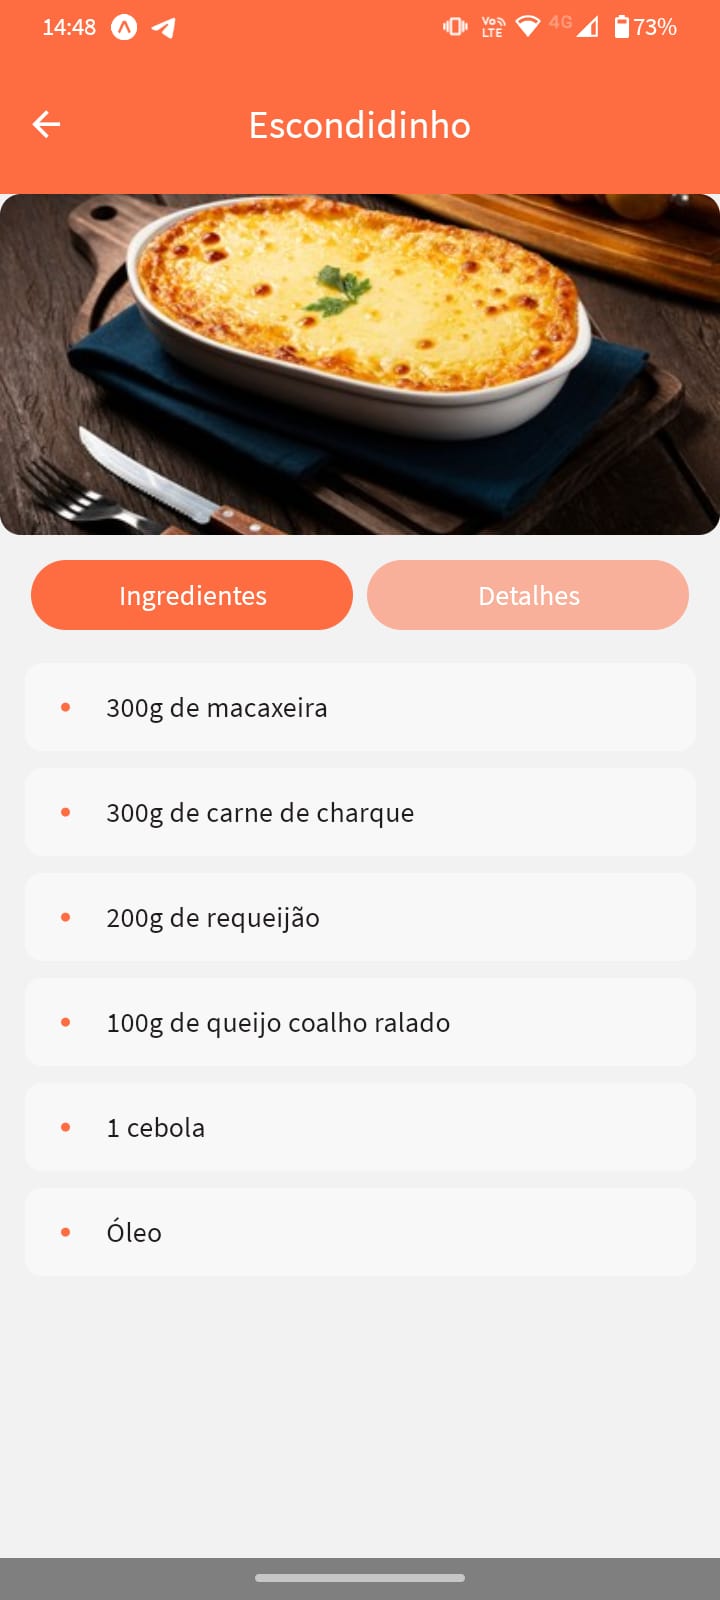 14:48 Vo LTE 4G 73%
Escondidinho
Ingredientes Detalhes
• 300g de macaxeira
• 300g de carne de charque
• 200g de requeijão
• 100g de queijo coalho ralado
• 1 cebola
• Óleo